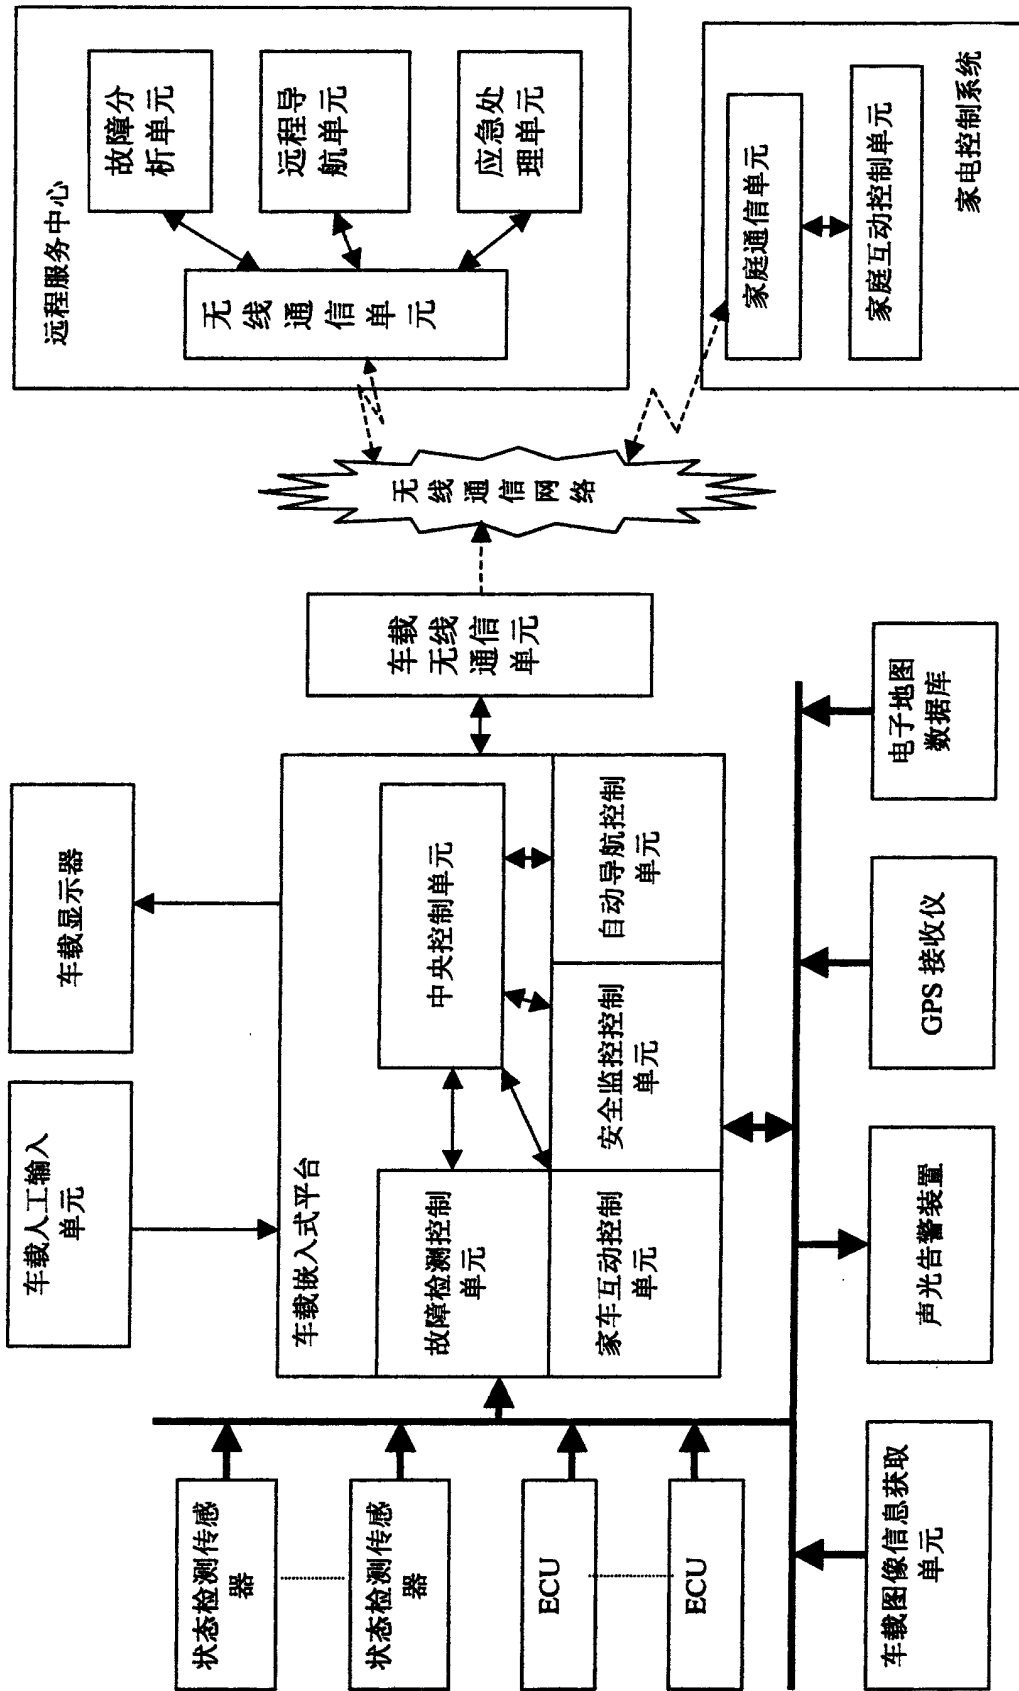 状态检测传感
器
状态检测传感
器
ECU
ECU
车载人工输入
单元
车载显示器
车载嵌入式平台
中央控制单元
故障检测控制
单元
家车互动控制
单元
安全监控控制
单元
自动导航控制
单元
车载
无线
通信
单元
无线通信网络
远程服务中心
无线通信单元
故障分
析单元
远程导
航单元
应急处
理单元
家庭通信单元
家庭互动控制单元
家电控制系统
车载图像信息获取
单元
声光告警装置
GPS 接收仪
电子地图
数据库